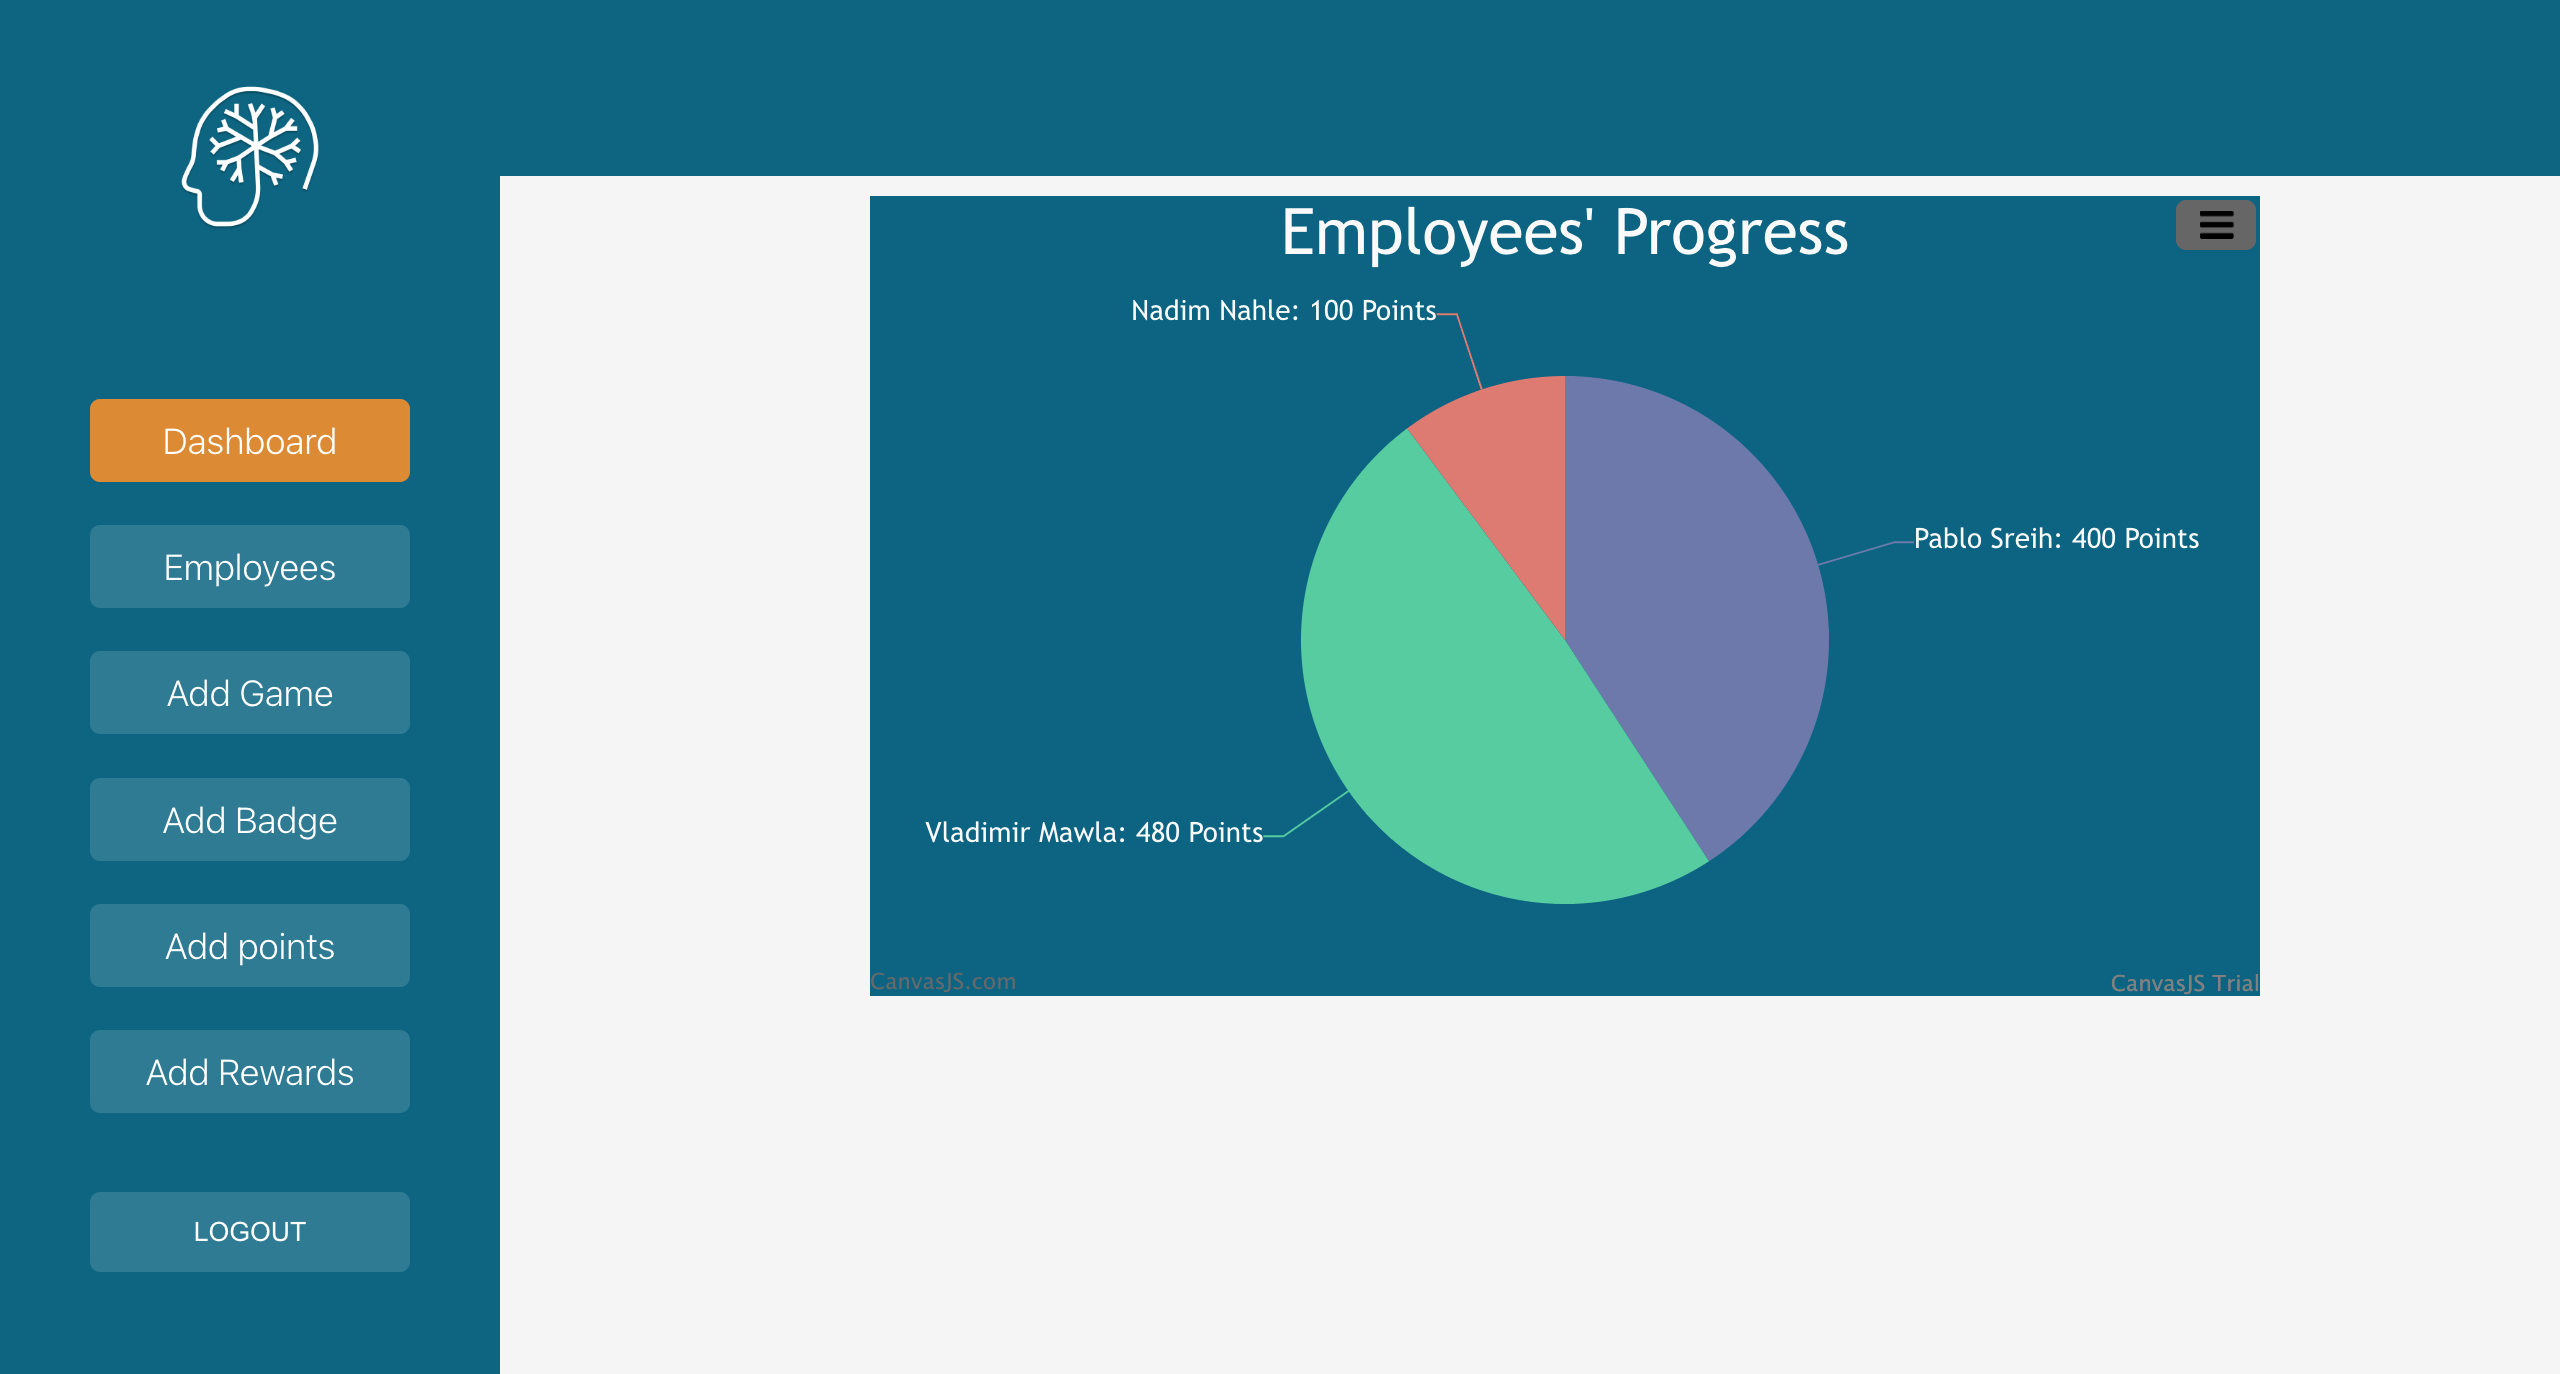 Dashboard
Employees
Add Game
Add Badge
Add points
Add Rewards
LOGOUT
Employees' Progress
Nadim Nahle: 100 Points
Pablo Sreih: 400 Points
Vladimir Mawla: 480 Points
CanvasJS.com
CanvasJS Trial